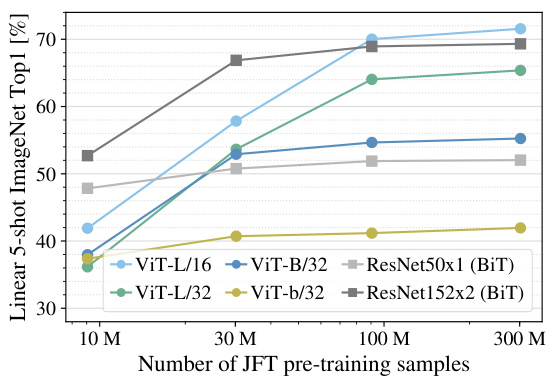 Linear 5-shot ImageNet Top1 [%]
70
60
50
40
30
ViT-L/16 ViT-B/32 ResNet50x1 (BiT)
ViT-L/32 ViT-b/32 ResNet152x2 (BiT)
10 M 30 M 100 M 300 M
Number of JFT pre-training samples